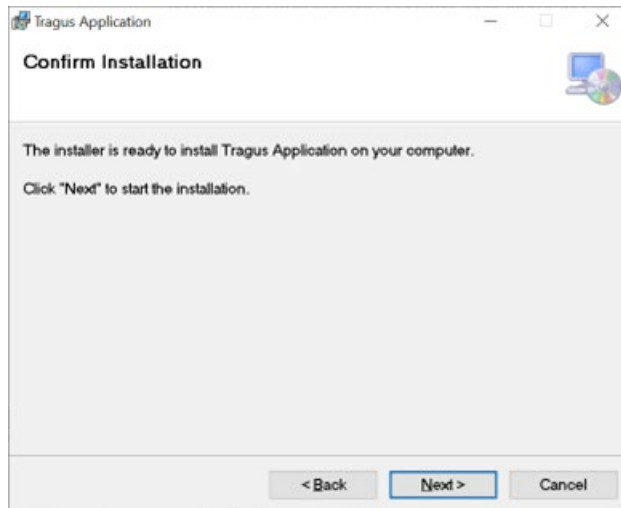 Tragus Application
Confirm Installation
The installer is ready to install Tragus Application on your computer.
Click "Next" to start the installation.
< Back
Next >
Cancel